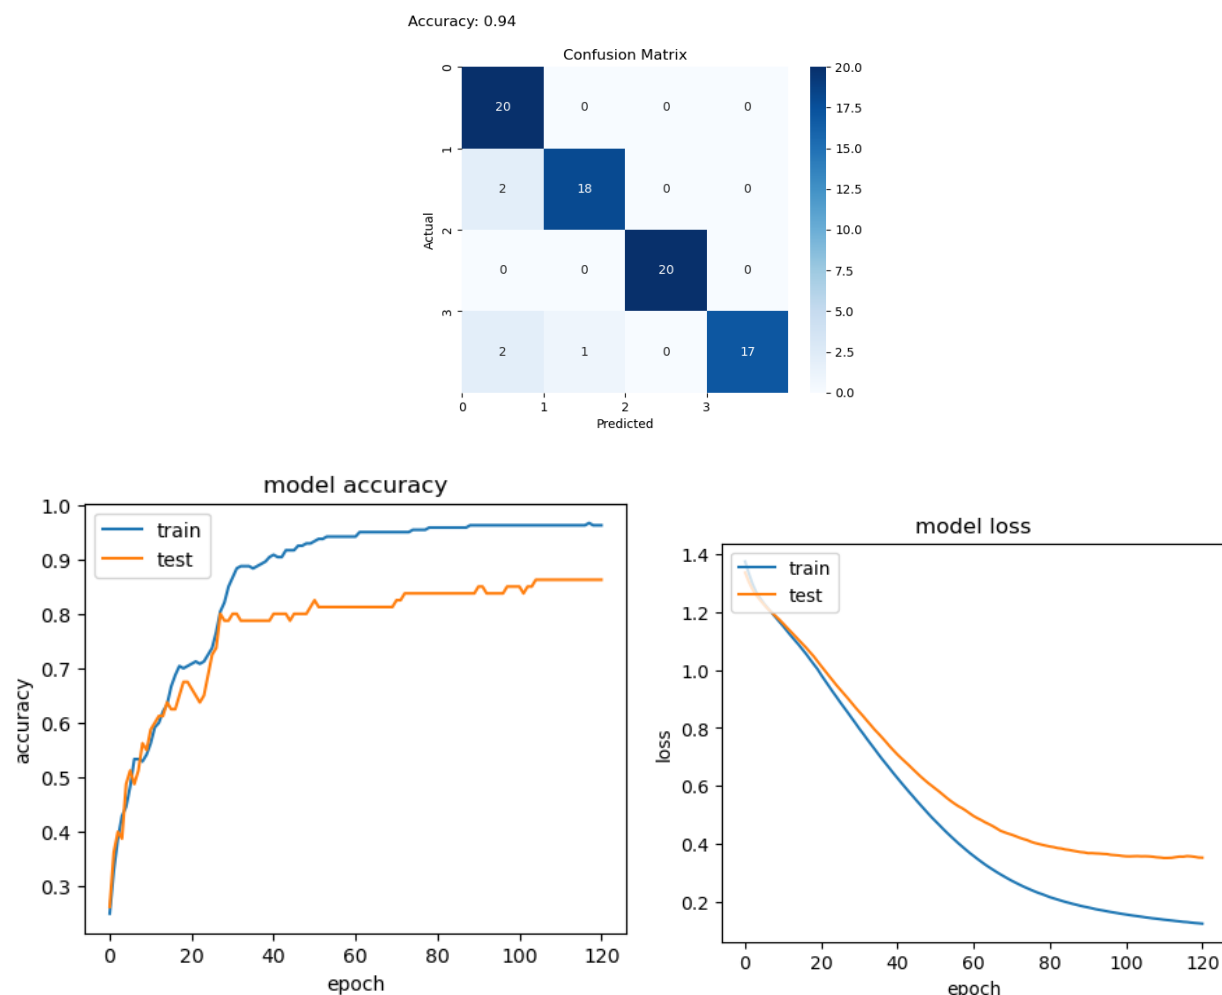 Accuracy: 0.94
Confusion Matrix
0
20 0 0 0
1
2 18 0 0
2
0 0 20 0
3
2 1 0 17
Actual
0 1 2 3
Predicted
20.0
17.5
15.0
12.5
10.0
7.5
5.0
2.5
0.0
model accuracy
train
test
1.0
0.9
0.8
0.7
0.6
0.5
0.4
0.3
accuracy
0 20 40 60 80 100 120
epoch
model loss
train
test
1.4
1.2
1.0
0.8
0.6
0.4
0.2
loss
0 20 40 60 80 100 120
epoch